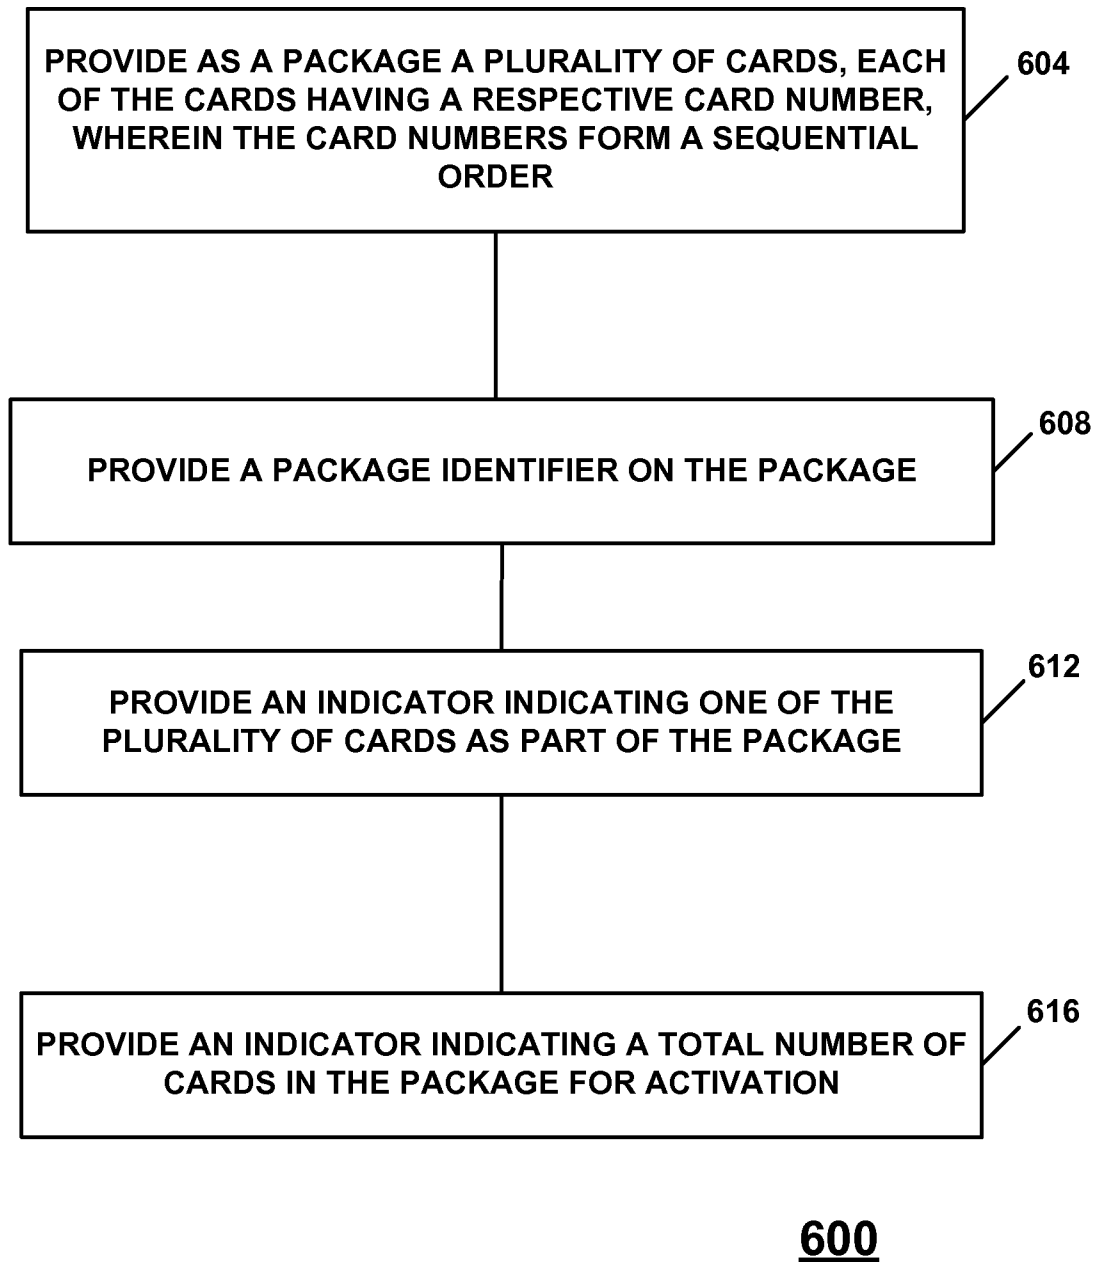 PROVIDE AS A PACKAGE A PLURALITY OF CARDS, EACH
OF THE CARDS HAVING A RESPECTIVE CARD NUMBER,
WHEREIN THE CARD NUMBERS FORM A SEQUENTIAL
ORDER
604
PROVIDE A PACKAGE IDENTIFIER ON THE PACKAGE
608
PROVIDE AN INDICATOR INDICATING ONE OF THE
PLURALITY OF CARDS AS PART OF THE PACKAGE
612
PROVIDE AN INDICATOR INDICATING A TOTAL NUMBER OF
CARDS IN THE PACKAGE FOR ACTIVATION
616
600